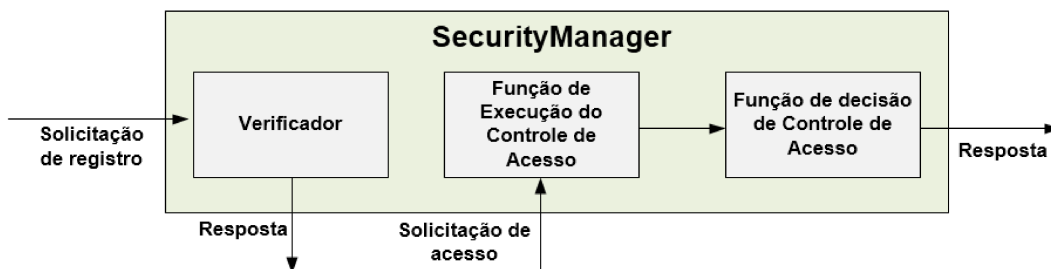 SecurityManager
Solicitação
de registro
Verificador
Resposta
Função de
Execução do
Controle de
Acesso
Solicitação de
acesso
Função de decisão
de Controle de
Acesso
Resposta